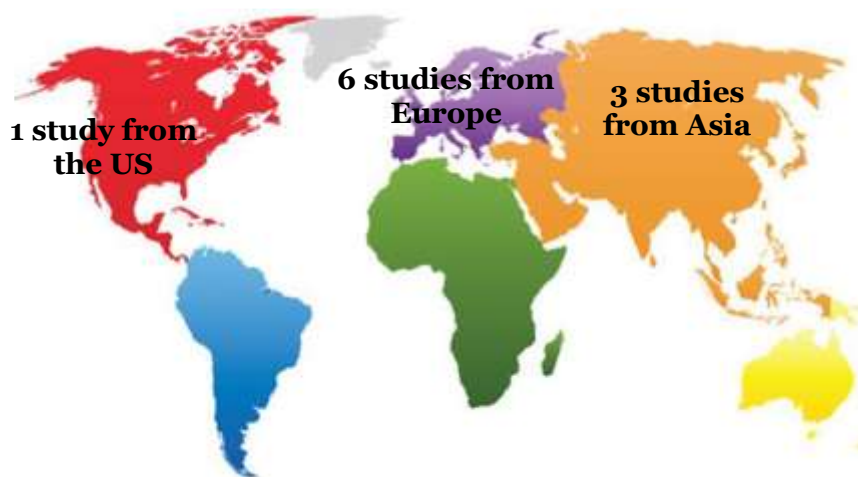 1 study from
the US
6 studies from
Europe
3 studies
from Asia